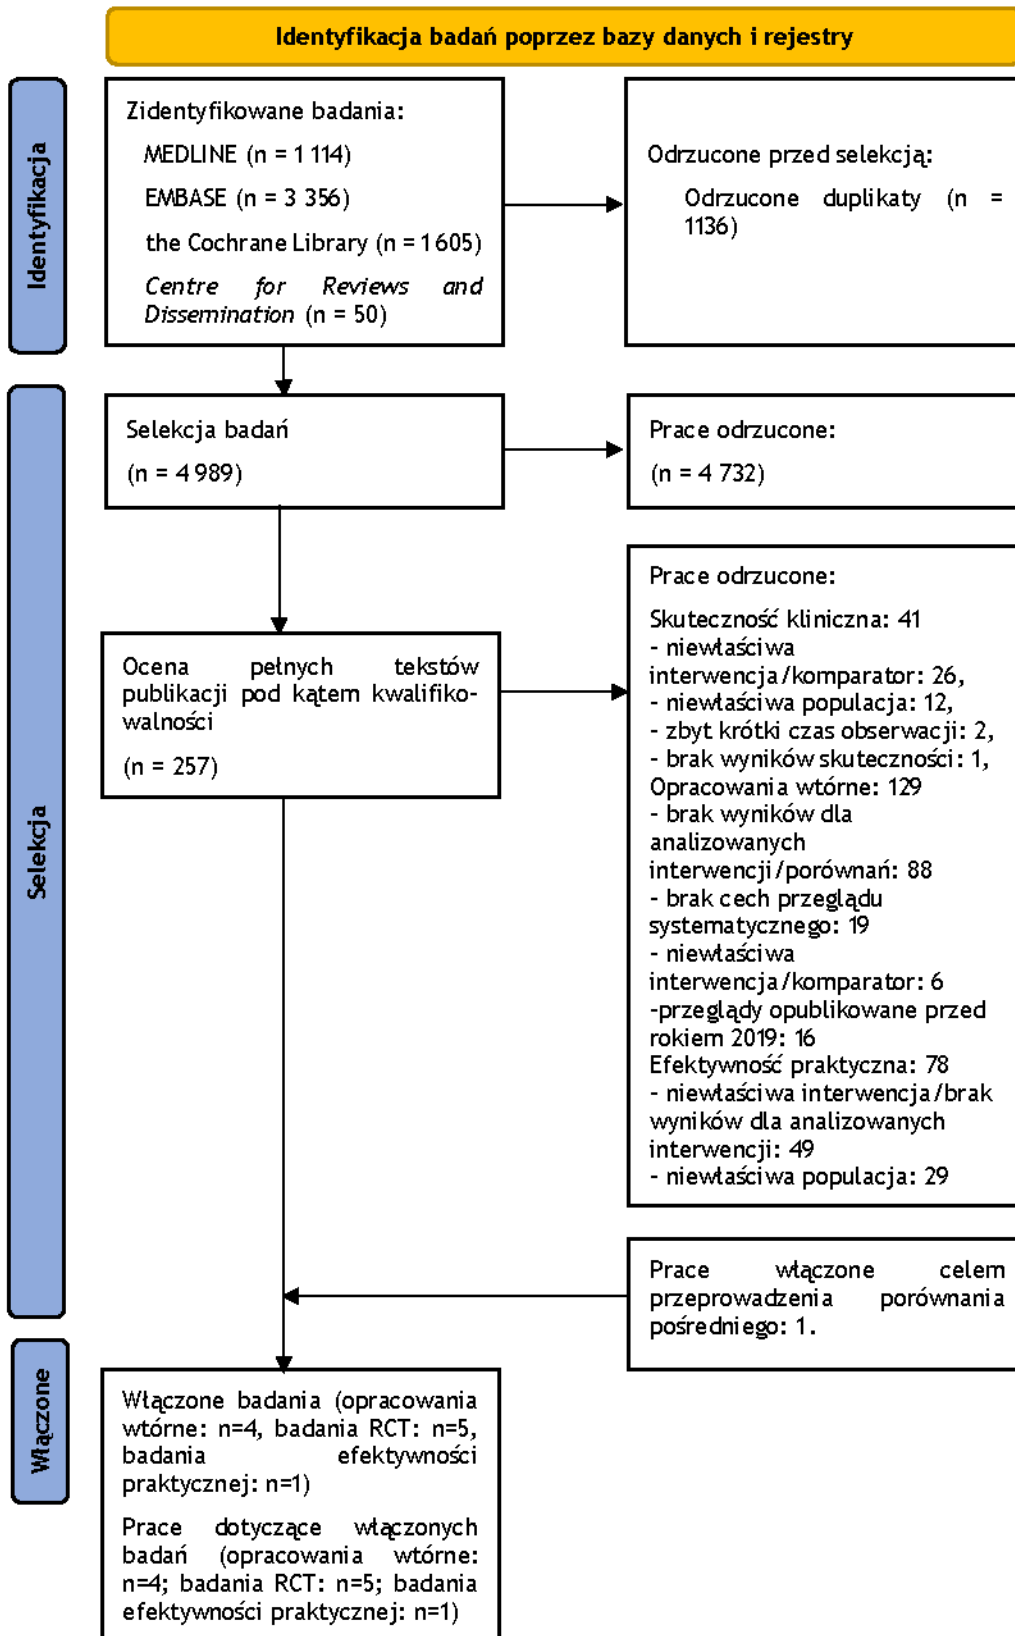 Identyfikacja badań poprzez bazy danych i rejestry
Identyfikacja
Zidentyfikowane badania:
MEDLINE (n = 1 114)
EMBASE (n = 3 356)
the Cochrane Library (n = 1 605)
Centre for Reviews and
Dissemination (n = 50)
Odrzucone przed selekcją:
Odrzucone duplikaty (n =
1136)
Selekcja
Selekcja badań
(n = 4 989)
Prace odrzucone:
(n = 4 732)
Ocena pełnych tekstów
publikacji pod kątem kwalifiko-
walności
(n = 257)
Prace odrzucone:
Skuteczność kliniczna: 41
- niewłaściwa
interwencja/komparator: 26,
- niewłaściwa populacja: 12,
- zbyt krótki czas obserwacji: 2,
- brak wyników skuteczności: 1,
Opracowania wtórne: 129
- brak wyników dla
analizowanych
interwencji/porównań: 88
- brak cech przeglądu
systematycznego: 19
- niewłaściwa
interwencja/komparator: 6
-przeglądy opublikowane przed
rokiem 2019: 16
Efektywność praktyczna: 78
- niewłaściwa interwencja/brak
wyników dla analizowanych
interwencji: 49
- niewłaściwa populacja: 29
Prace włączone celem
przeprowadzenia porównania
pośredniego: 1.
Włączone
Włączone badania (opracowania
wtórne: n=4, badania RCT: n=5,
badania efektywności
praktycznej: n=1)
Prace dotyczące włączonych
badań (opracowania wtórne:
n=4; badania RCT: n=5; badania
efektywności praktycznej: n=1)